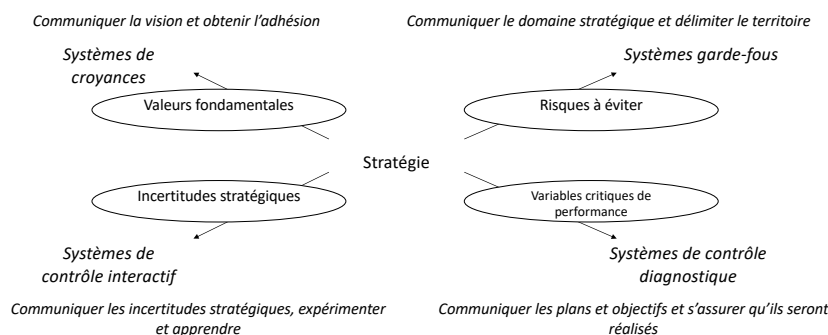 Communiquer la vision et obtenir l'adhésion
Communiquer le domaine stratégique et délimiter le territoire
Systèmes de
croyances
Systèmes garde-fous
Valeurs fondamentales
Risques à éviter
Stratégie
Incertitudes stratégiques
Variables critiques de
performance
Systèmes de
contrôle interactif
Systèmes de contrôle
diagnostique
Communiquer les incertitudes stratégiques, expérimenter
et apprendre
Communiquer les plans et objectifs et s'assurer qu'ils seront
réalisés